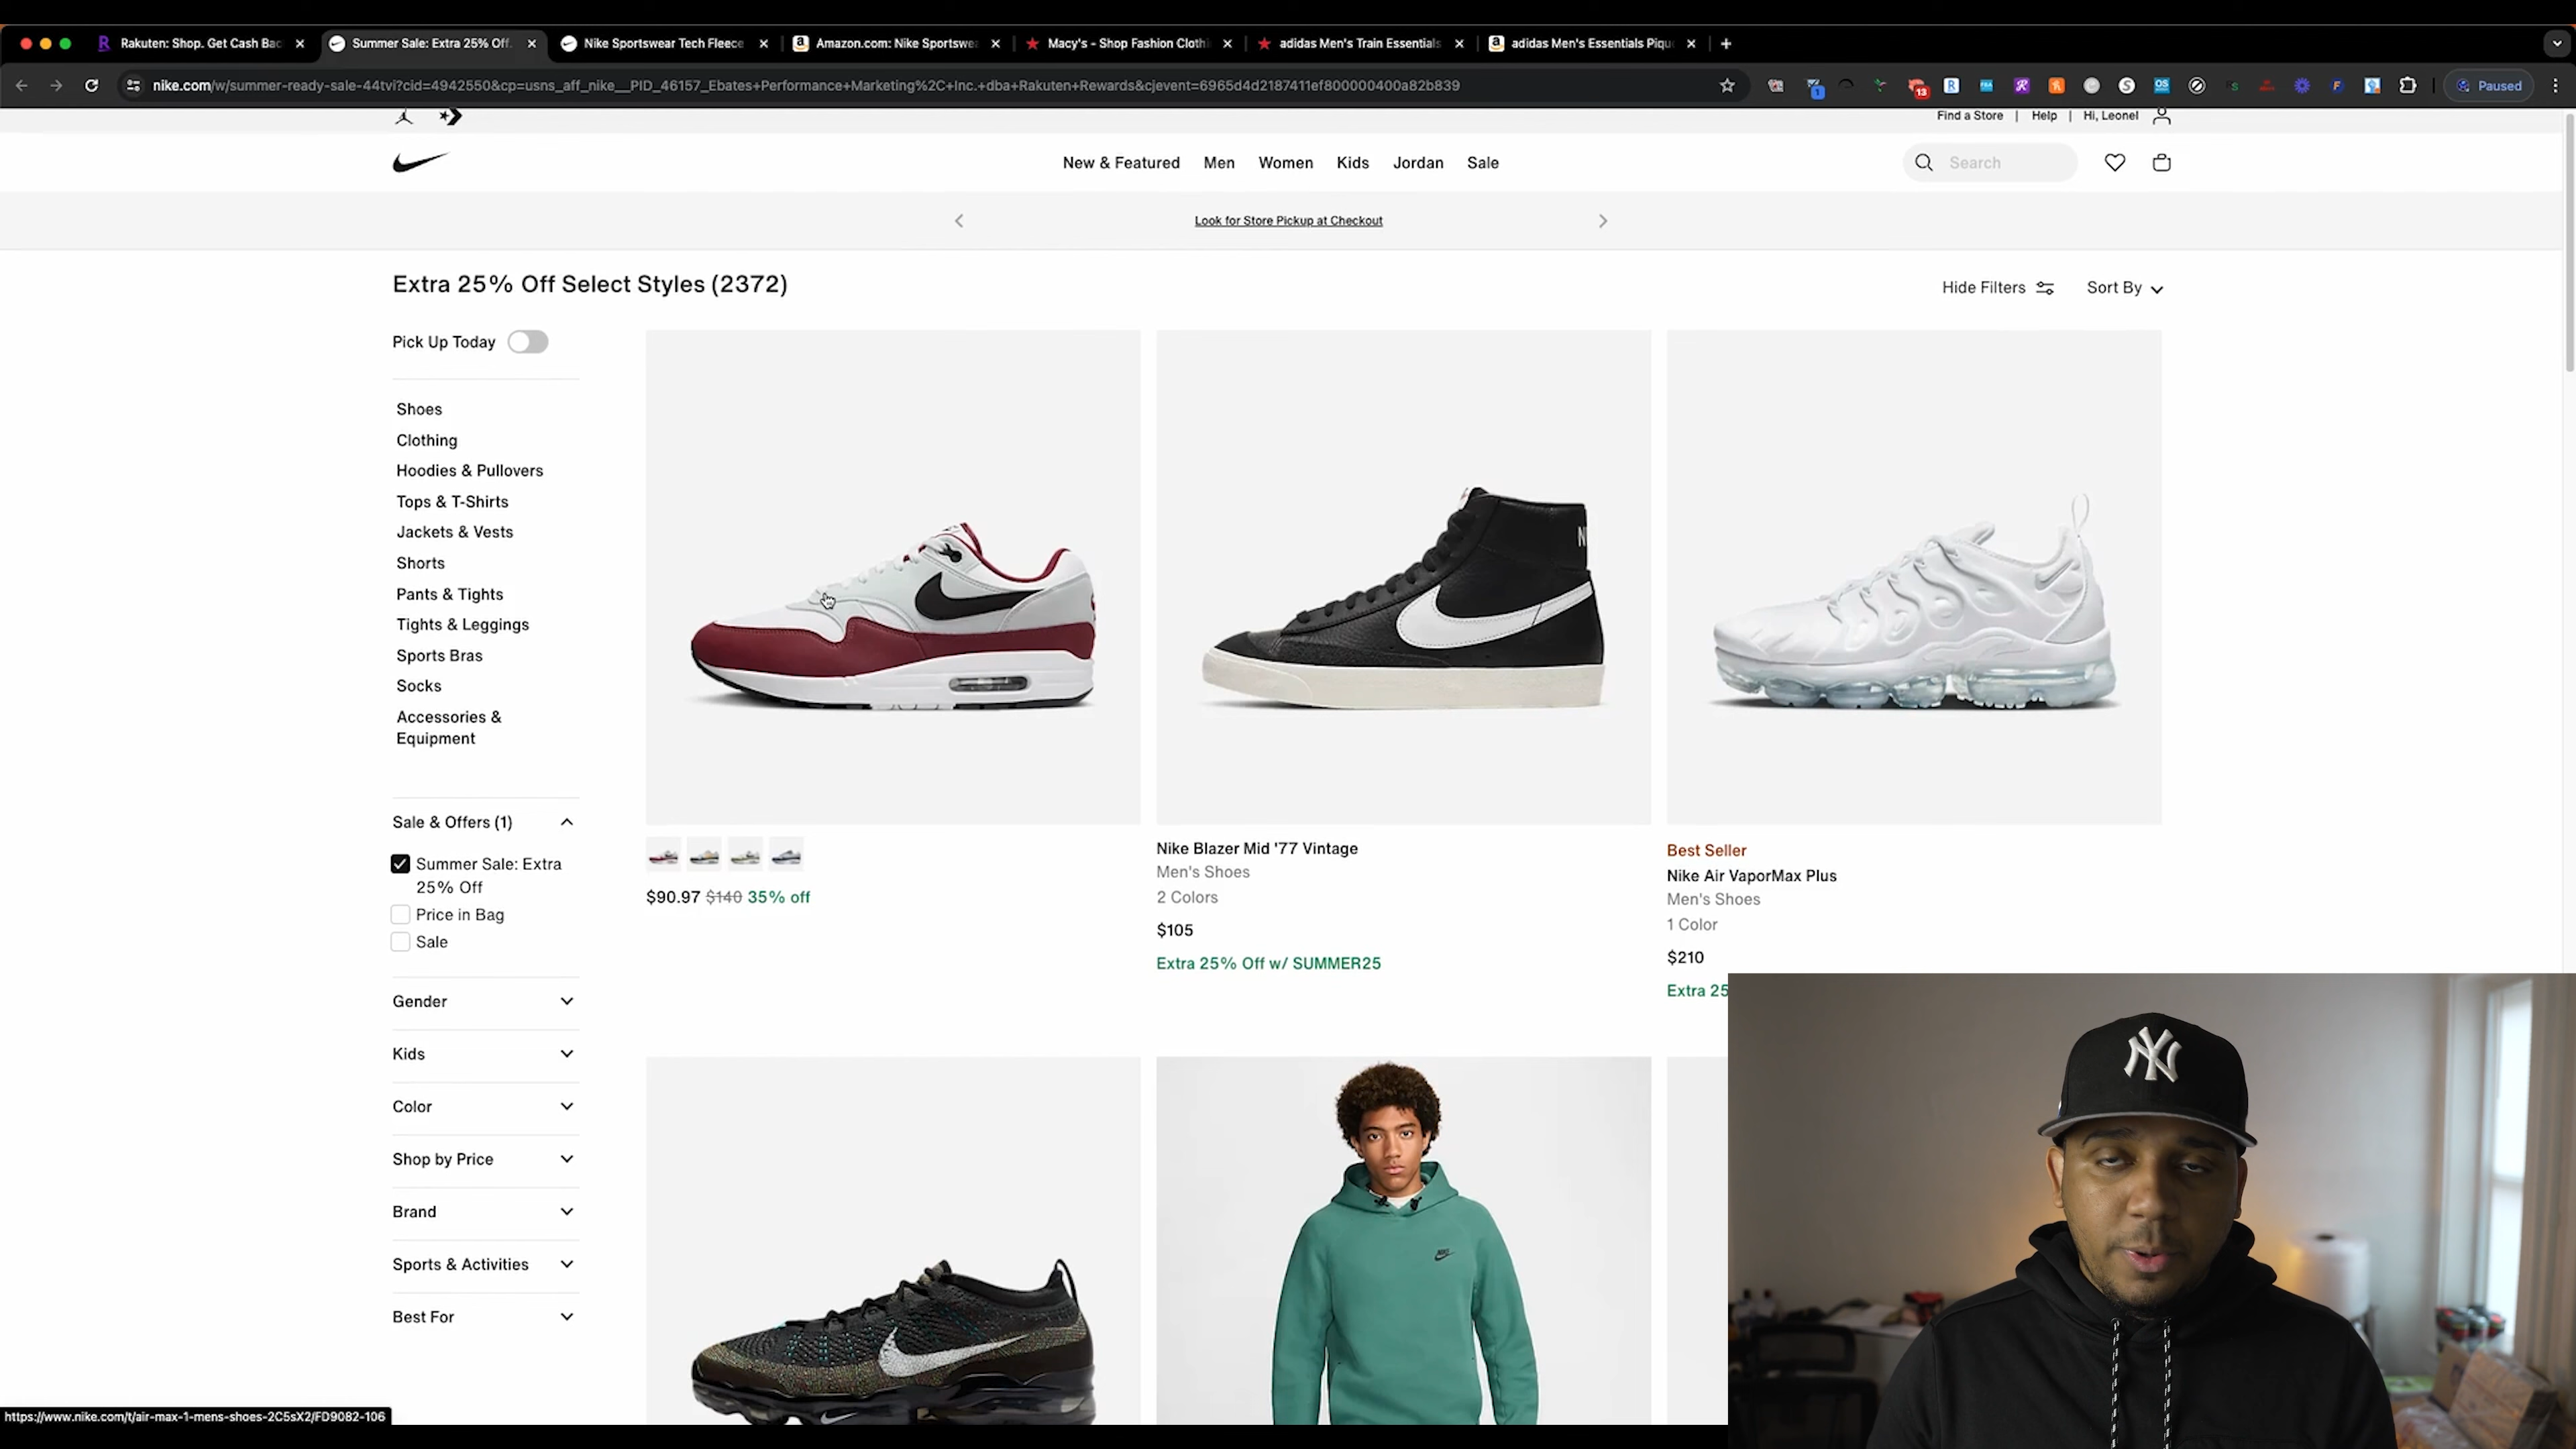 Rakuten: Shop. Get Cash Bac
Summer Sale: Extra 25% Off.
Nike Sportswear Tech Fleece
Amazon.com: Nike Sportswea
Macy's - Shop Fashion Clothi
adidas Men's Train Essentials
adidas Men's Essentials Piqu
nike.com/w/summer-ready-sale-44tvi?cid=4942550&cp=usns_aff_nike__PID_46157_Ebates+Performance+Marketing%2C+Inc.+dba+Rakuten+Rewards&cjevent=6965d4d2187411ef800000400a82b839
1
13
Paused
Find a Store | Help | Hi, Leonel
New & Featured Men Women Kids Jordan Sale
Search
Look for Store Pickup at Checkout
Extra 25% Off Select Styles (2372)
Hide Filters
Sort By
Pick Up Today
Shoes
Clothing
Hoodies & Pullovers
Tops & T-Shirts
Jackets & Vests
Shorts
Pants & Tights
Tights & Leggings
Sports Bras
Socks
Accessories &
Equipment
Sale & Offers (1)
Summer Sale: Extra
25% Off
Price in Bag
Sale
Gender
Kids
Color
Shop by Price
Brand
Sports & Activities
Best For
$90.97 $140 35% off
Nike Blazer Mid '77 Vintage
Men's Shoes
2 Colors
$105
Extra 25% Off w/ SUMMER25
Best Seller
Nike Air VaporMax Plus
Men's Shoes
1 Color
$210
Extra 25
NY
https://www.nike.com/t/air-max-1-mens-shoes-2C5sX2/FD9082-106